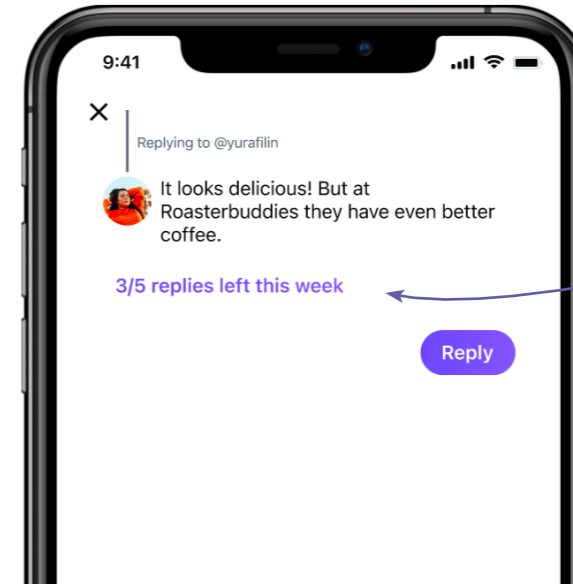 9:41
Replying to @yurafilin
It looks delicious! But at
Roasterbuddies they have even better
coffee.
3/5 replies left this week
Reply